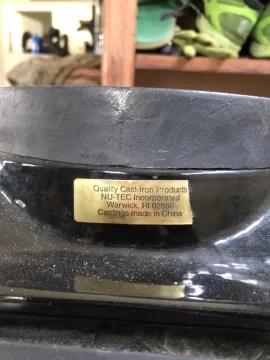 Quality Cast-Iron Products
NU-TEC Incorporated
Warwick, RI 02886
Castings made in China